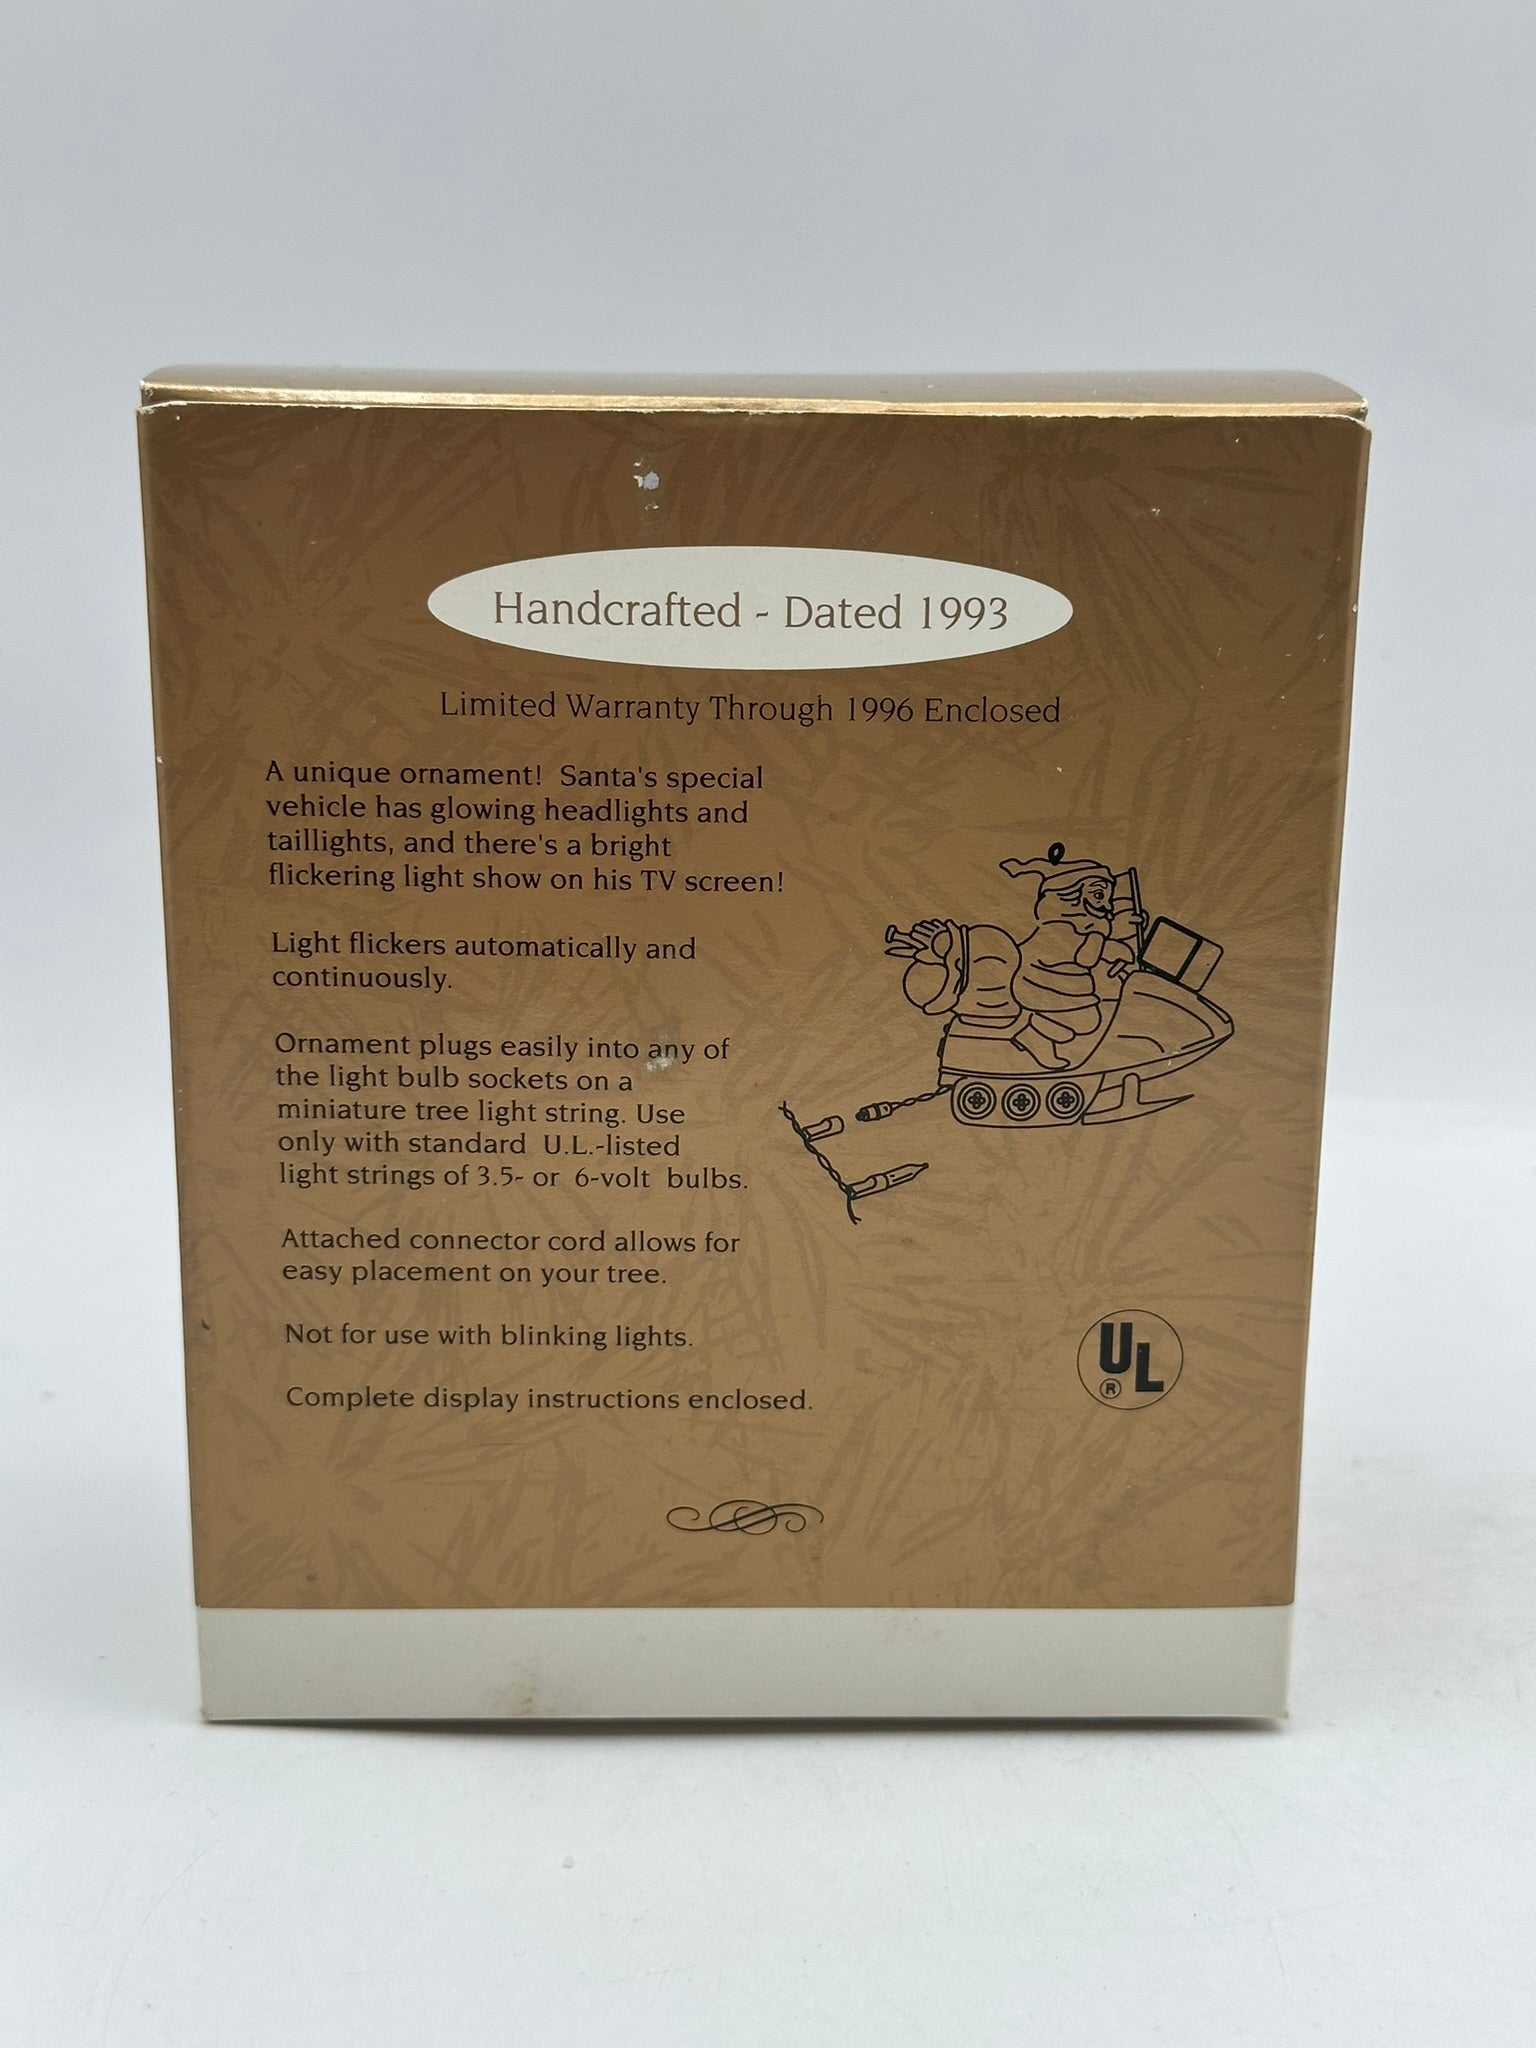 Handcrafted - Dated 1993
Limited Warranty Through 1996 Enclosed
A unique ornament! Santa's special
vehicle has glowing headlights and
taillights, and there's a bright
flickering light show on his TV screen!
Light flickers automatically and
continuously.
Ornament plugs easily into any of
the light bulb sockets on a
miniature tree light string. Use
only with standard U.L.-listed
light strings of 3.5- or 6-volt bulbs.
Attached connector cord allows for
easy placement on your tree.
Not for use with blinking lights.
Complete display instructions enclosed.
UL
®